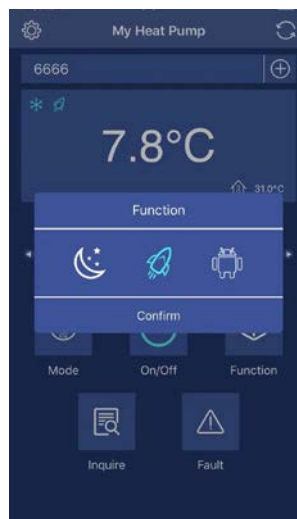 My Heat Pump
6666
7.8°C
31.0°C
Function
Confirm
Mode On/Off Function
Inquire Fault